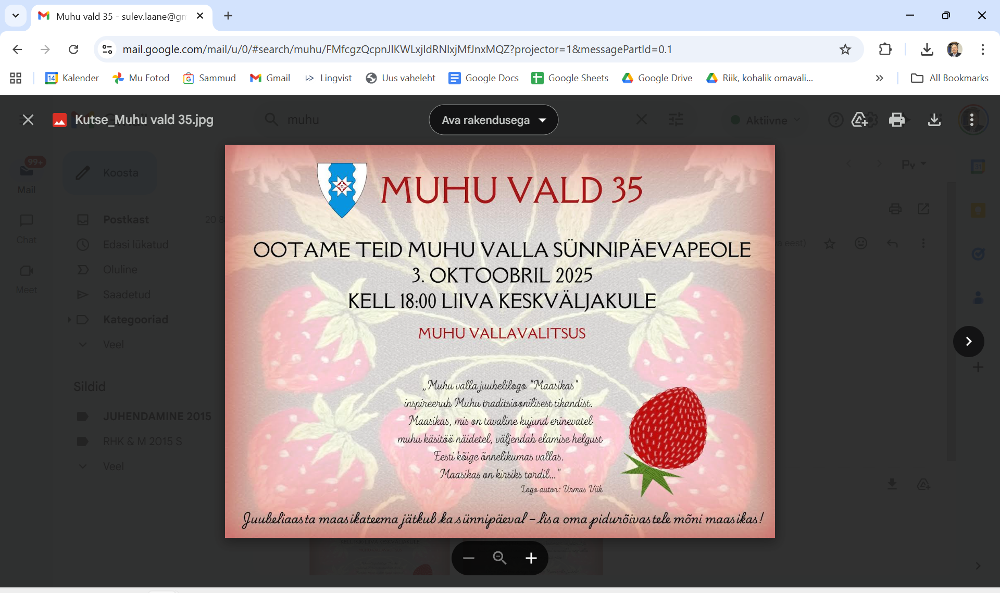 Muhu vald 35 - sulev.laane@gm
mail.google.com/mail/u/0/#search/muhu/FMfcgzQcpnJlKWLxjldRNlxjMfJnxMQZ?projector=1&messagePartId=0.1
14 Kalender Mu Fotod Sammud Gmail Lingvist Uus vaheleht Google Docs Google Sheets Google Drive Riik, kohalik omavali... All Bookmarks
Kutse_Muhu vald 35.jpg
muhu
Ava rakendusega
Aktiivne
99+
Koosta
Mail
Postkast
Chat
Edasi lükatud
Oluline
Meet
Saadetud
Kategooriad
Veel
Sildid
JUHENDAMINE 2015
RHK & M 2015 S
Veel
31
MUHU VALD 35
OOTAME TEID MUHU VALLA SÜNNIPÄEVAPEOLE
3. OKTOOBRIL 2025
KELL 18:00 LIIVA KESKVÄLJAKULE
MUHU VALLAVALITSUS
„Muhu valla juubelilogo "Maasikas"
inspireerub Muhu traditsioonilisest tikandist.
Maasikas, mis on tavaline kujund erinevatel
muhu käsitöö näidetel, väljendab elamise helgust
Eesti kõige õnnelikumas vallas.
Maasikas on kirsiks tordil..."
Logo autor: Urmas Viik
Juubeliaasta maasikateema jätkub ka sünnipäeval – lisa oma pidurõivastele mõni maasikas!